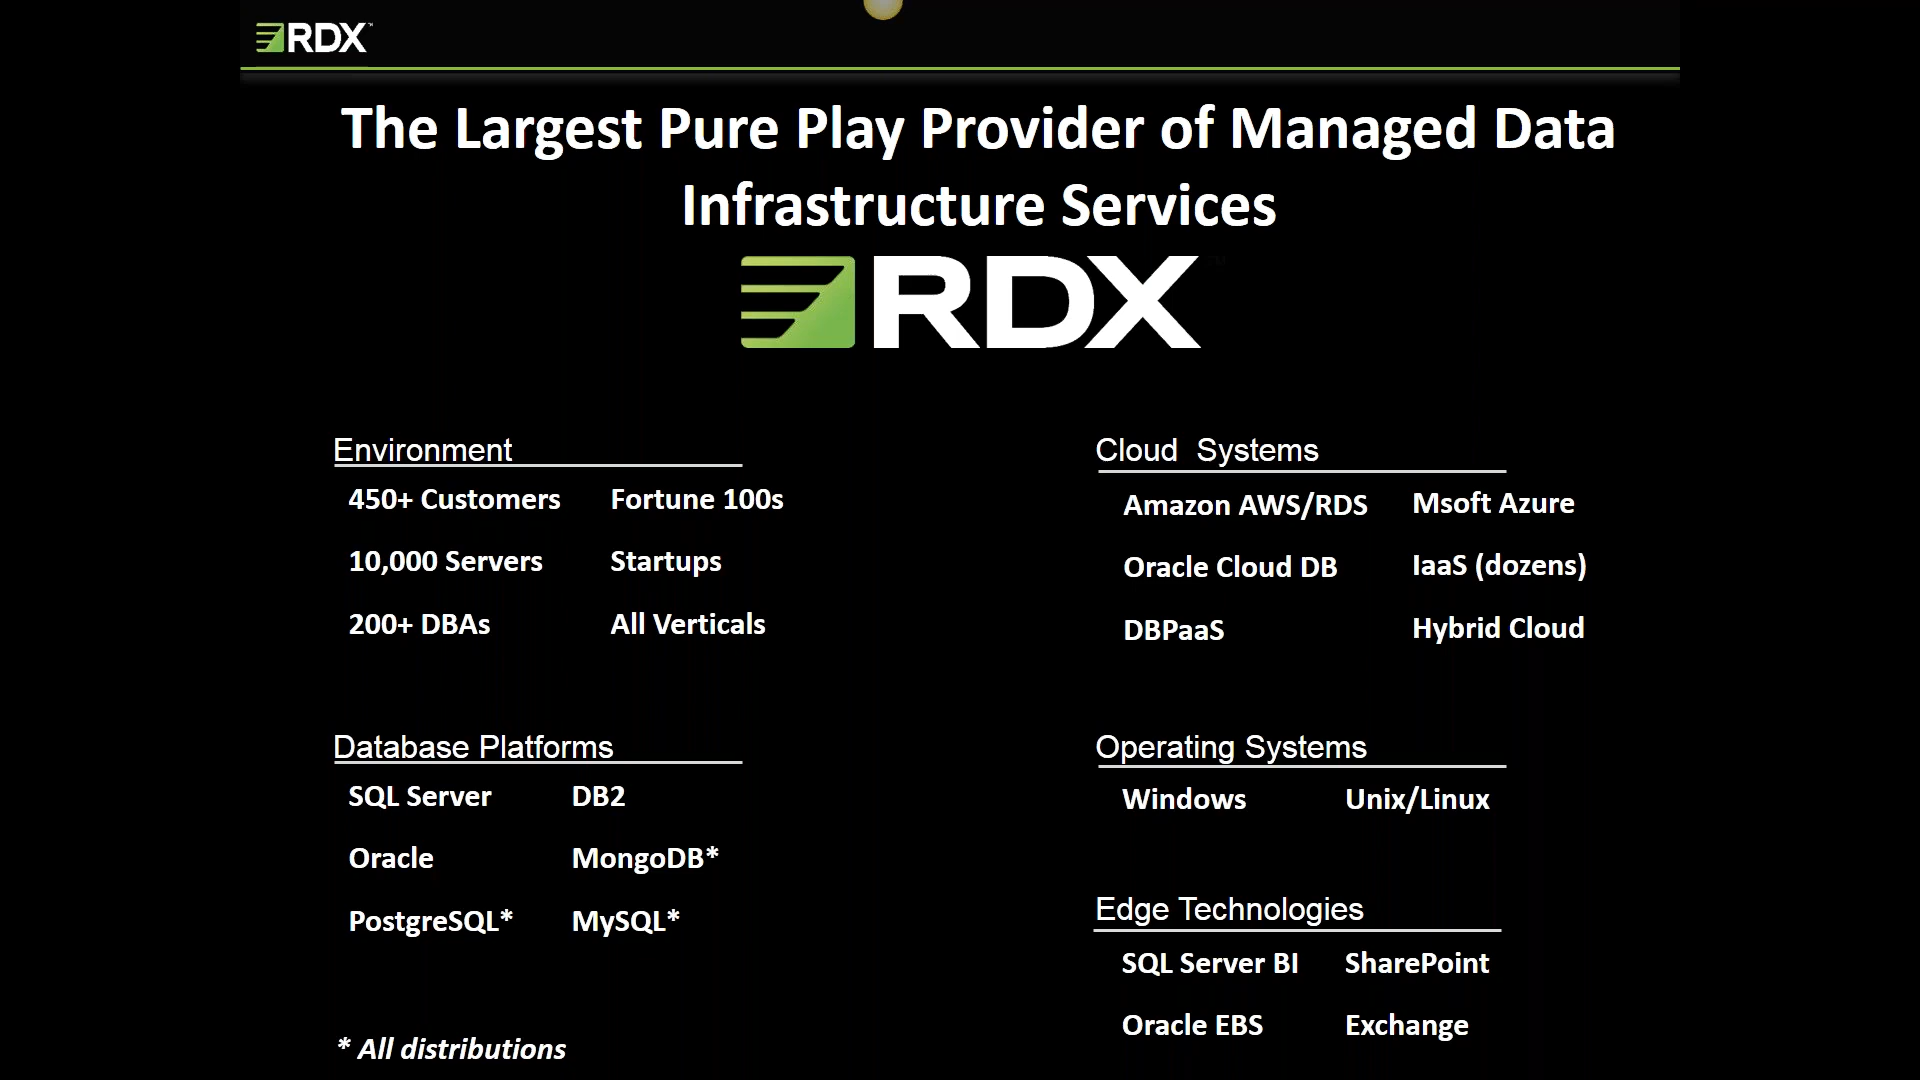 RDX™
The Largest Pure Play Provider of Managed Data
Infrastructure Services
RDX
Environment
450+ Customers Fortune 100s
10,000 Servers Startups
200+ DBAs All Verticals
Cloud Systems
Amazon AWS/RDS Msoft Azure
Oracle Cloud DB IaaS (dozens)
DBPaaS Hybrid Cloud
Database Platforms
SQL Server DB2
Oracle MongoDB*
PostgreSQL* MySQL*
* All distributions
Operating Systems
Windows Unix/Linux
Edge Technologies
SQL Server BI SharePoint
Oracle EBS Exchange